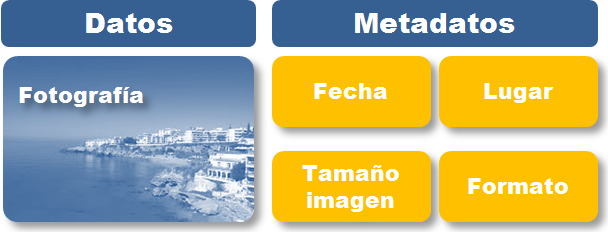 Datos
Metadatos
Fotografía
Fecha
Lugar
Tamaño
imagen
Formato